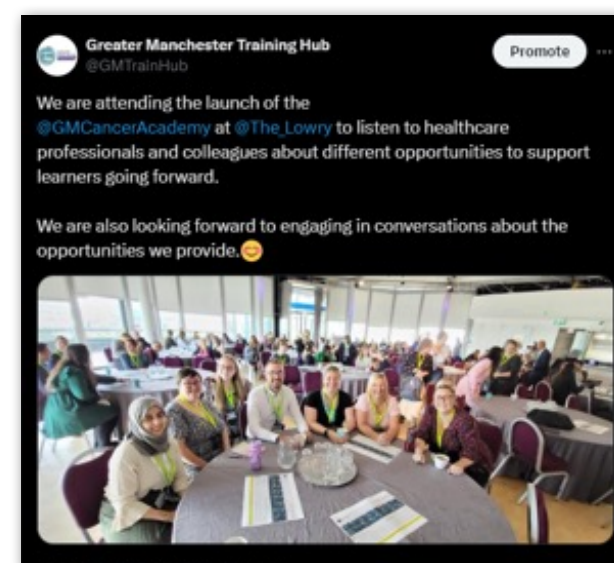 Greater Manchester Training Hub
@GMTrainHub
Promote
We are attending the launch of the
@GMCancerAcademy at @The_Lowry to listen to healthcare
professionals and colleagues about different opportunities to support
learners going forward.
We are also looking forward to engaging in conversations about the
opportunities we provide.😊